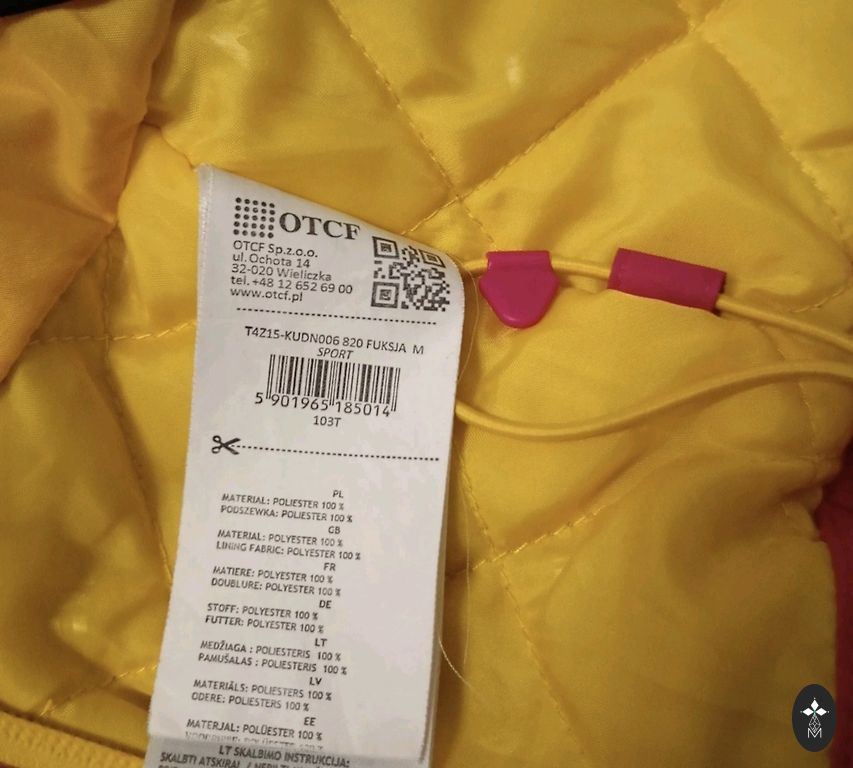 OTCF
OTCF Sp.z.o.o.
ul.Ochota 14
32-020 Wieliczka
tel.+48 12 652 69 00
www.otcf.pl
T4Z15-KUDN006 820 FUKSJA M
SPORT
5 901965 185014
103T
PL
MATERIAL: POLIESTER 100 %
PODSZEWKA: POLIESTER 100 %
GB
MATERIAL: POLYESTER 100 %
LINING FABRIC: POLYESTER 100 %
FR
MATIERE: POLYESTER 100 %
DOUBLURE: POLYESTER 100 %
DE
STOFF: POLYESTER 100 %
FUTTER: POLYESTER 100 %
LT
MEDŽIAGA : POLIESTERIS 100 %
PAMUŠALAS : POLIESTERIS 100 %
LV
MATERIĀLS: POLIESTERS 100 %
ODERE: POLIESTERS 100 %
EE
MATERJAL: POLÜESTER 100 %
LT SKALBIMO INSTRUKCIJA:
SKALBTI ATSKIRAI /
M